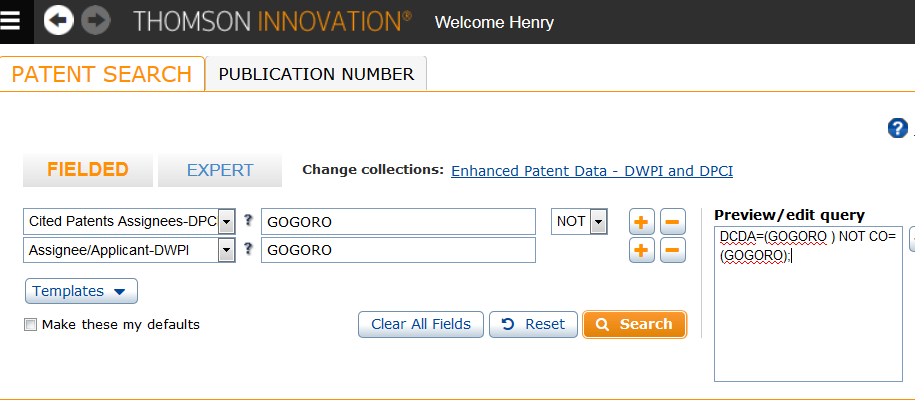 THOMSON INNOVATION® Welcome Henry
PATENT SEARCH PUBLICATION NUMBER
?
FIELDED EXPERT Change collections: Enhanced Patent Data - DWPI and DPCI
Cited Patents Assignees-DPC ? GOGORO NOT
Assignee/Applicant-DWPI ? GOGORO
Preview/edit query
DCDA=(GOGORO ) NOT CO=
(GOGORO);
Templates
Make these my defaults Clear All Fields Reset Search